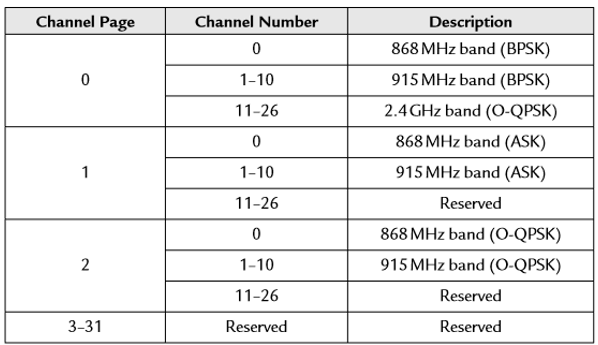 Channel Page Channel Number Description
0 868 MHz band (BPSK)
0 1–10 915 MHz band (BPSK)
11–26 2.4 GHz band (O-QPSK)
0 868 MHz band (ASK)
1 1–10 915 MHz band (ASK)
11–26 Reserved
0 868 MHz band (O-QPSK)
2 1–10 915 MHz band (O-QPSK)
11–26 Reserved
3–31 Reserved Reserved